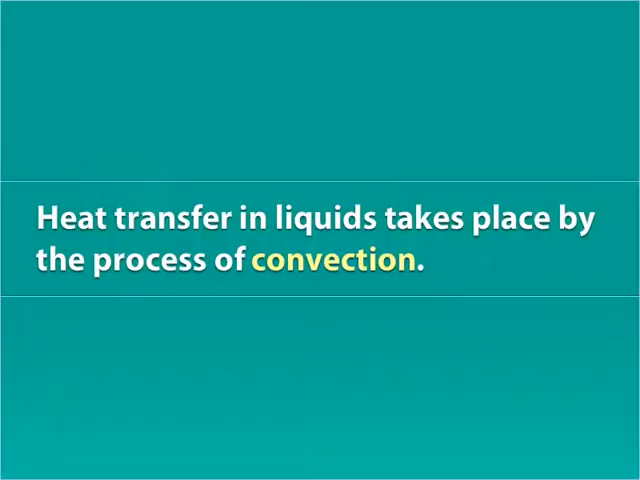 Heat transfer in liquids takes place by
the process of convection.